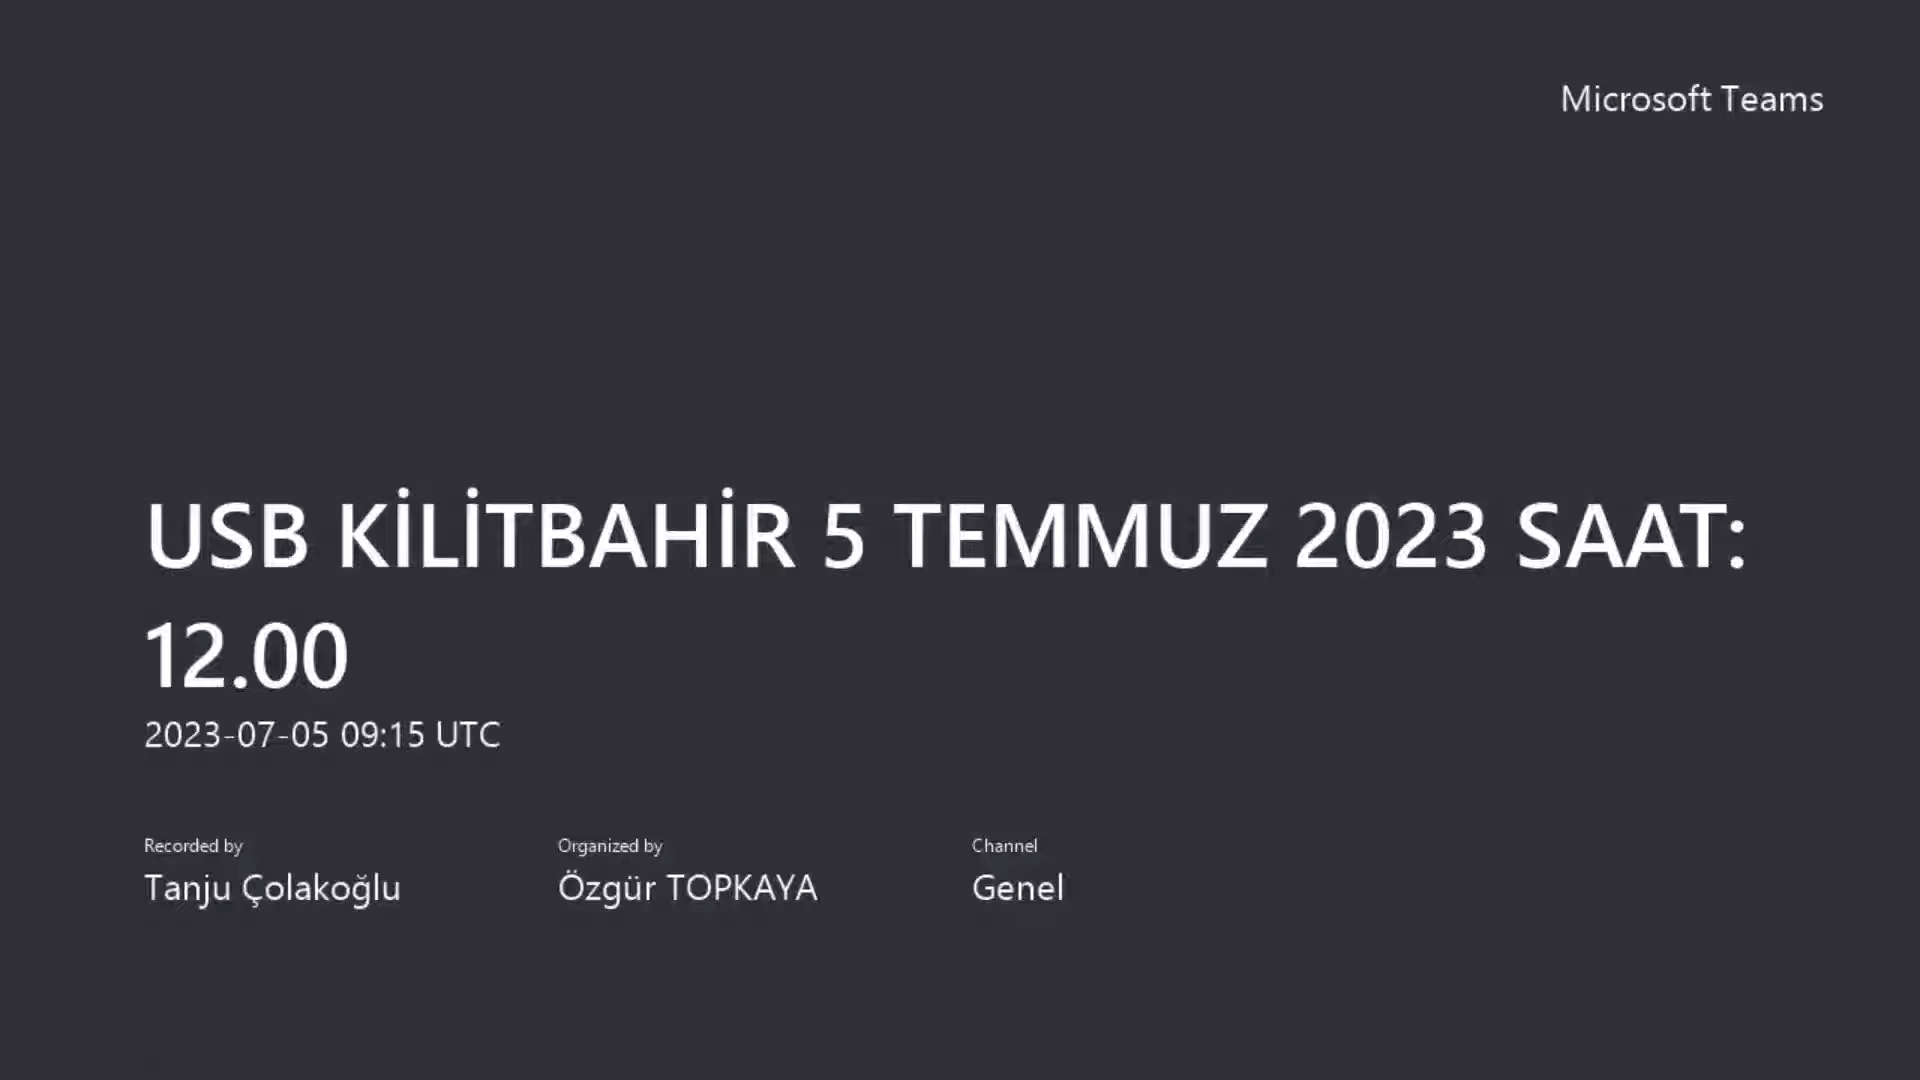 Microsoft Teams
USB KİLİTBAHİR 5 TEMMUZ 2023 SAAT:
12.00
2023-07-05 09:15 UTC
Recorded by
Tanju Çolakoğlu
Organized by
Özgür TOPKAYA
Channel
Genel